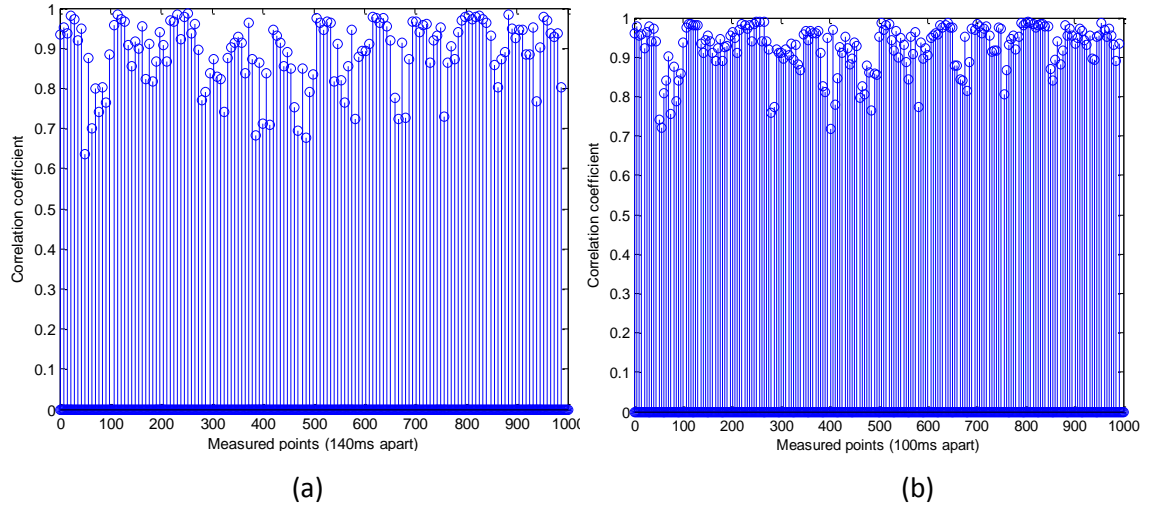 1
0.9
0.8
0.7
0.6
0.5
0.4
0.3
0.2
0.1
0
Correlation coefficient
0 100 200 300 400 500 600 700 800 900 1000
Measured points (140ms apart)
(a)
1
0.9
0.8
0.7
0.6
0.5
0.4
0.3
0.2
0.1
0
Correlation coefficient
0 100 200 300 400 500 600 700 800 900 1000
Measured points (100ms apart)
(b)